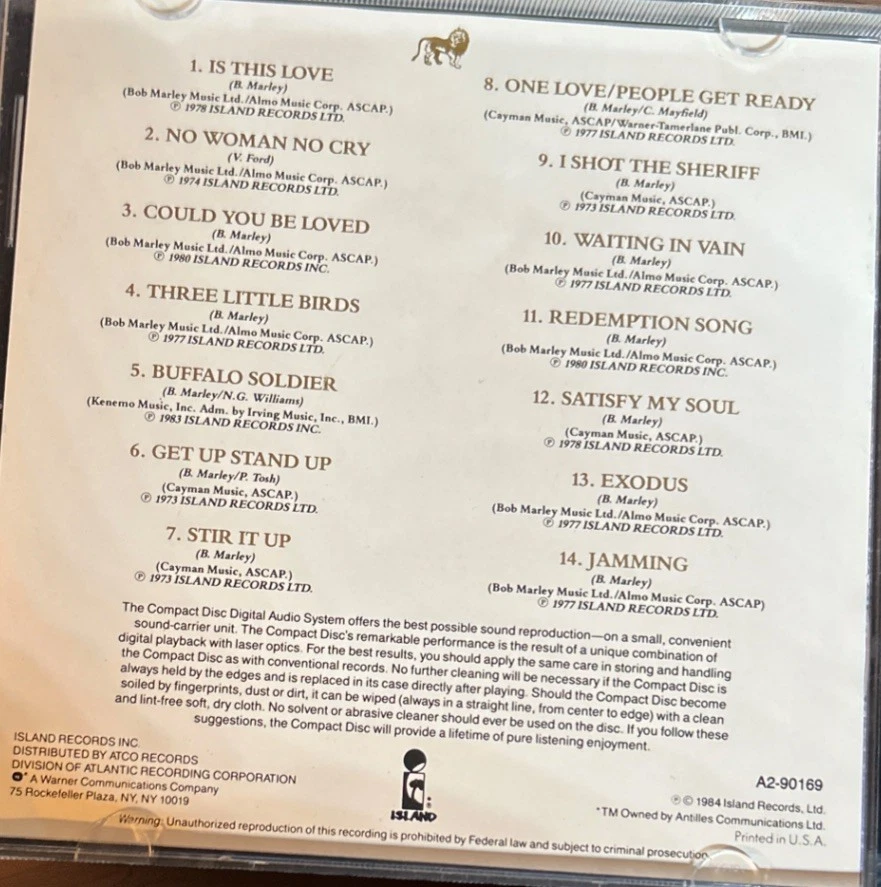 1. IS THIS LOVE
(B. Marley)
(Bob Marley Music Ltd./Almo Music Corp. ASCAP.)
℗ 1978 ISLAND RECORDS LTD.
2. NO WOMAN NO CRY
(V. Ford)
(Bob Marley Music Ltd./Almo Music Corp. ASCAP.)
℗ 1974 ISLAND RECORDS LTD.
3. COULD YOU BE LOVED
(B. Marley)
(Bob Marley Music Ltd./Almo Music Corp. ASCAP.)
℗ 1980 ISLAND RECORDS INC.
4. THREE LITTLE BIRDS
(B. Marley)
(Bob Marley Music Ltd./Almo Music Corp. ASCAP.)
℗ 1977 ISLAND RECORDS LTD.
5. BUFFALO SOLDIER
(B. Marley/N.G. Williams)
(Kenemo Music, Inc. Adm. by Irving Music, Inc., BMI.)
℗ 1983 ISLAND RECORDS INC.
6. GET UP STAND UP
(B. Marley/P. Tosh)
(Cayman Music, ASCAP.)
℗ 1973 ISLAND RECORDS LTD.
7. STIR IT UP
(B. Marley)
(Cayman Music, ASCAP.)
℗ 1973 ISLAND RECORDS LTD.
8. ONE LOVE/PEOPLE GET READY
(B. Marley/C. Mayfield)
(Cayman Music, ASCAP/Warner-Tamerlane Publ. Corp., BMI.)
℗ 1977 ISLAND RECORDS LTD.
9. I SHOT THE SHERIFF
(B. Marley)
(Cayman Music, ASCAP.)
℗ 1973 ISLAND RECORDS LTD.
10. WAITING IN VAIN
(B. Marley)
(Bob Marley Music Ltd./Almo Music Corp. ASCAP.)
℗ 1977 ISLAND RECORDS LTD.
11. REDEMPTION SONG
(B. Marley)
(Bob Marley Music Ltd./Almo Music Corp. ASCAP.)
℗ 1980 ISLAND RECORDS INC.
12. SATISFY MY SOUL
(B. Marley)
(Cayman Music, ASCAP.)
℗ 1978 ISLAND RECORDS LTD.
13. EXODUS
(B. Marley)
(Bob Marley Music Ltd./Almo Music Corp. ASCAP.)
℗ 1977 ISLAND RECORDS LTD.
14. JAMMING
(B. Marley)
(Bob Marley Music Ltd./Almo Music Corp. ASCAP)
℗ 1977 ISLAND RECORDS LTD.
The Compact Disc Digital Audio System offers the best possible sound reproduction—on a small, convenient
sound-carrier unit. The Compact Disc's remarkable performance is the result of a unique combination of
digital playback with laser optics. For the best results, you should apply the same care in storing and handling
the Compact Disc as with conventional records. No further cleaning will be necessary if the Compact Disc is
always held by the edges and is replaced in its case directly after playing. Should the Compact Disc become
soiled by fingerprints, dust or dirt, it can be wiped (always in a straight line, from center to edge) with a clean
and lint-free soft, dry cloth. No solvent or abrasive cleaner should ever be used on the disc. If you follow these
suggestions, the Compact Disc will provide a lifetime of pure listening enjoyment.
ISLAND RECORDS INC.
DISTRIBUTED BY ATCO RECORDS
DIVISION OF ATLANTIC RECORDING CORPORATION
A Warner Communications Company
75 Rockefeller Plaza, NY, NY 10019
ISLAND
A2-90169
℗ © 1984 Island Records, Ltd.
*TM Owned by Antilles Communications Ltd.
Printed in U.S.A.
Warning: Unauthorized reproduction of this recording is prohibited by Federal law and subject to criminal prosecution.